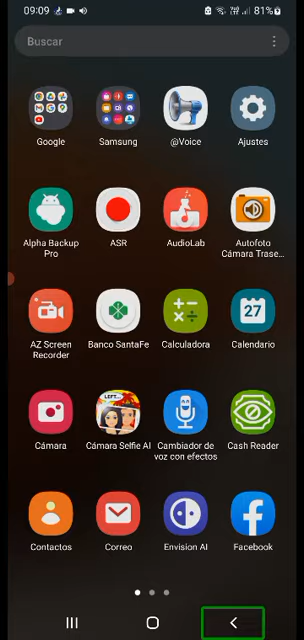 09:09
81%
Buscar
Google
Samsung
@Voice
Ajustes
Alpha Backup
Pro
ASR
AudioLab
Autofoto
Cámara Trase...
AZ Screen
Recorder
Banco SantaFe
Calculadora
27
Calendario
Cámara
LEFT...
Cámara Selfie AI
Cambiador de
voz con efectos
Cash Reader
Contactos
Correo
Envision AI
Facebook